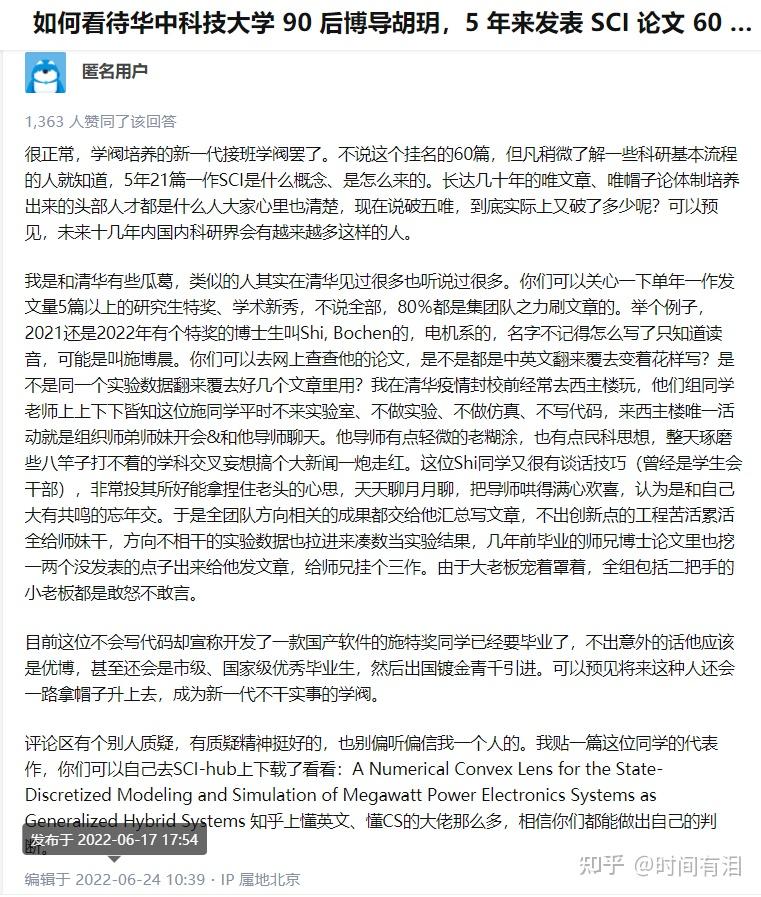 如何看待华中科技大学 90 后博导胡玥，5 年来发表 SCI 论文 60 ...
匿名用户
1,363 人赞同了该回答
很正常，学阀培养的新一代接班学阀罢了。不说这个挂名的60篇，但凡稍微了解一些科研基本流程
的人就知道，5年21篇一作SCI是什么概念、是怎么来的。长达几十年的唯文章、唯帽子论体制培养
出来的头部人才都是什么人大家心里也清楚，现在说破五唯，到底实际上又破了多少呢？可以预
见，未来十几年内国内科研界会有越来越多这样的人。
我是和清华有些瓜葛，类似的人其实在清华见过很多也听说过很多。你们可以关心一下单年一作发
文量5篇以上的研究生特奖、学术新秀，不说全部，80%都是集团队之力刷文章的。举个例子，
2021还是2022年有个特奖的博士生叫Shi, Bochen的，电机系的，名字不记得怎么写了只知道读
音，可能是叫施博晨。你们可以去网上查查他的论文，是不是都是中英文翻来覆去变着花样写？是
不是同一个实验数据翻来覆去好几个文章里用？我在清华疫情封校前经常去西主楼玩，他们组同学
老师上上下下皆知这位施同学平时不来实验室、不做实验、不做仿真、不写代码，来西主楼唯一活
动就是组织师弟师妹开会&和他导师聊天。他导师有点轻微的老糊涂，也有点民科思想，整天琢磨
些八竿子打不着的学科交叉妄想搞个大新闻一炮走红。这位Shi同学又很有谈话技巧（曾经是学生会
干部），非常投其所好能拿捏住老头的心思，天天聊月月聊，把导师哄得满心欢喜，认为是和自己
大有共鸣的忘年交。于是全团队方向相关的成果都交给他汇总写文章，不出创新点的工程苦活累活
全给师妹干，方向不相干的实验数据也拉进来凑数当实验结果，几年前毕业的师兄博士论文里也挖
一两个没发表的点子出来给他发文章，给师兄挂个三作。由于大老板宠着罩着，全组包括二把手的
小老板都是敢怒不敢言。
目前这位不会写代码却宣称开发了一款国产软件的施特奖同学已经要毕业了，不出意外的话他应该
是优博，甚至还会是市级、国家级优秀毕业生，然后出国镀金青千引进。可以预见将来这种人还会
一路拿帽子升上去，成为新一代不干实事的学阀。
评论区有个别人质疑，有质疑精神挺好的，也别偏听偏信我一个人的。我贴一篇这位同学的代表
作，你们可以自己去SCI-hub上下载了看看：A Numerical Convex Lens for the State-
Discretized Modeling and Simulation of Megawatt Power Electronics Systems as
Generalized Hybrid Systems 知乎上懂英文、懂CS的大佬那么多，相信你们都能做出自己的判
断。
发布于 2022-06-17 17:54
编辑于 2022-06-24 10:39 · IP 属地北京
知乎 @时间有泪